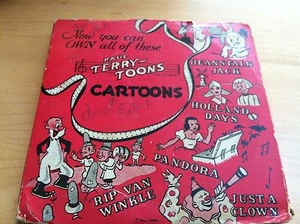 Now you can
OWN all of these
PAUL
TERRY-
TOONS
CARTOONS
BEANSTALK
JACK
HOLLAND
DAYS
PANDORA
RIP VAN
WINKLE
JUST A
CLOWN